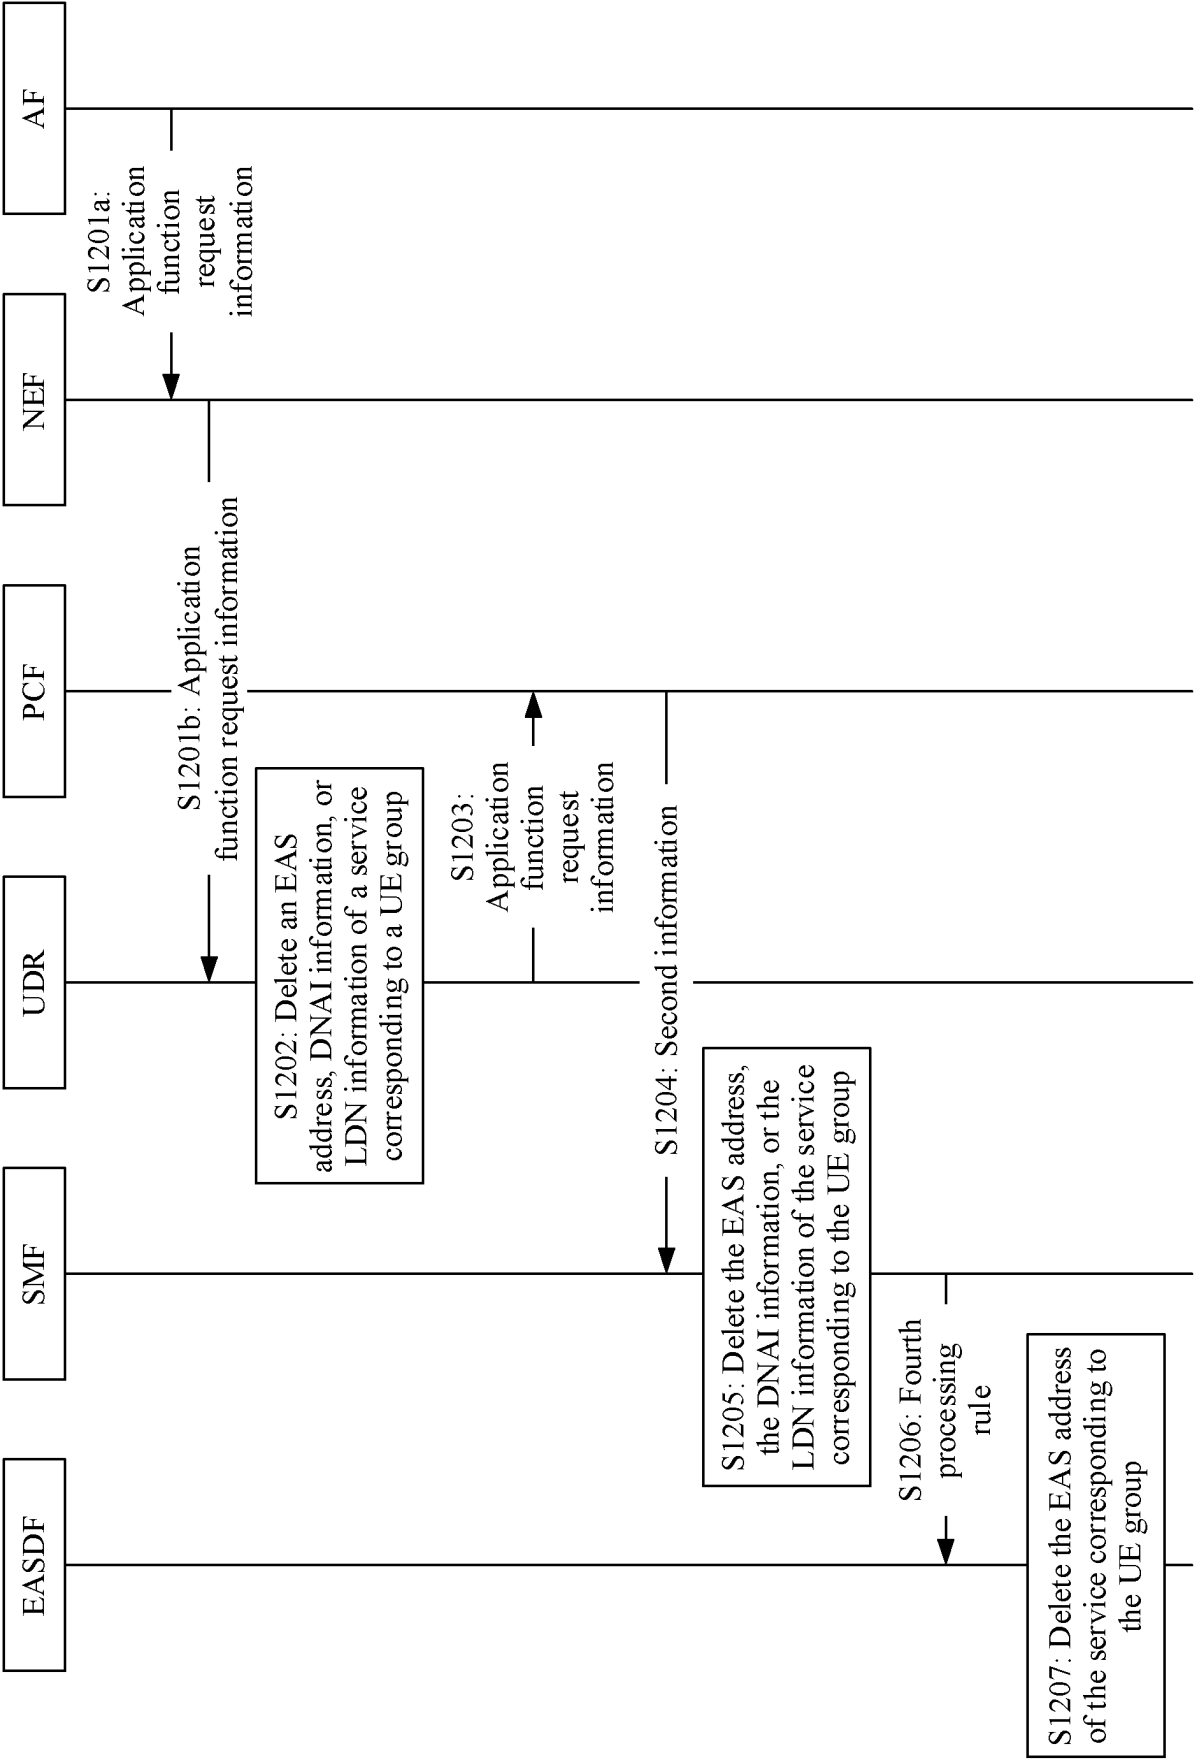 EASDF
SMF
UDR
PCF
NEF
AF
S1201a:
Application
function
request
information
S1201b: Application
function request information
S1202: Delete an EAS
address, DNAI information, or
LDN information of a service
corresponding to a UE group
S1203:
Application
function
request
information
S1204: Second information
S1205: Delete the EAS address,
the DNAI information, or the
LDN information of the service
corresponding to the UE group
S1206: Fourth
processing
rule
S1207: Delete the EAS address
of the service corresponding to
the UE group